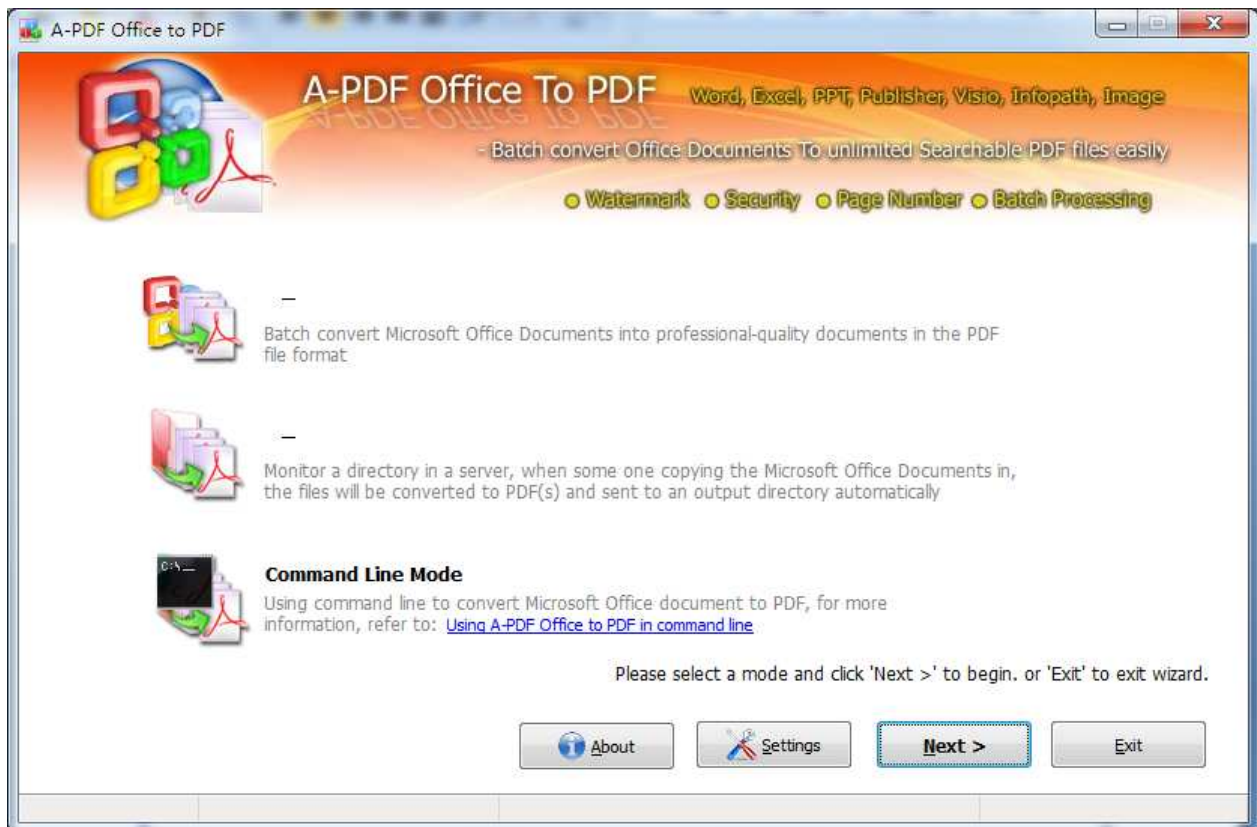 A-PDF Office to PDF
A-PDF Office To PDF
Word, Excel, PPT, Publisher, Visio, Infopath, Image
- Batch convert Office Documents To unlimited Searchable PDF files easily
Watermark Security Page Number Batch Processing
Batch convert Microsoft Office Documents into professional-quality documents in the PDF
file format
Monitor a directory in a server, when some one copying the Microsoft Office Documents in,
the files will be converted to PDF(s) and sent to an output directory automatically
C:\__
Command Line Mode
Using command line to convert Microsoft Office document to PDF, for more
information, refer to: Using A-PDF Office to PDF in command line
Please select a mode and click 'Next >' to begin. or 'Exit' to exit wizard.
About Settings Next > Exit